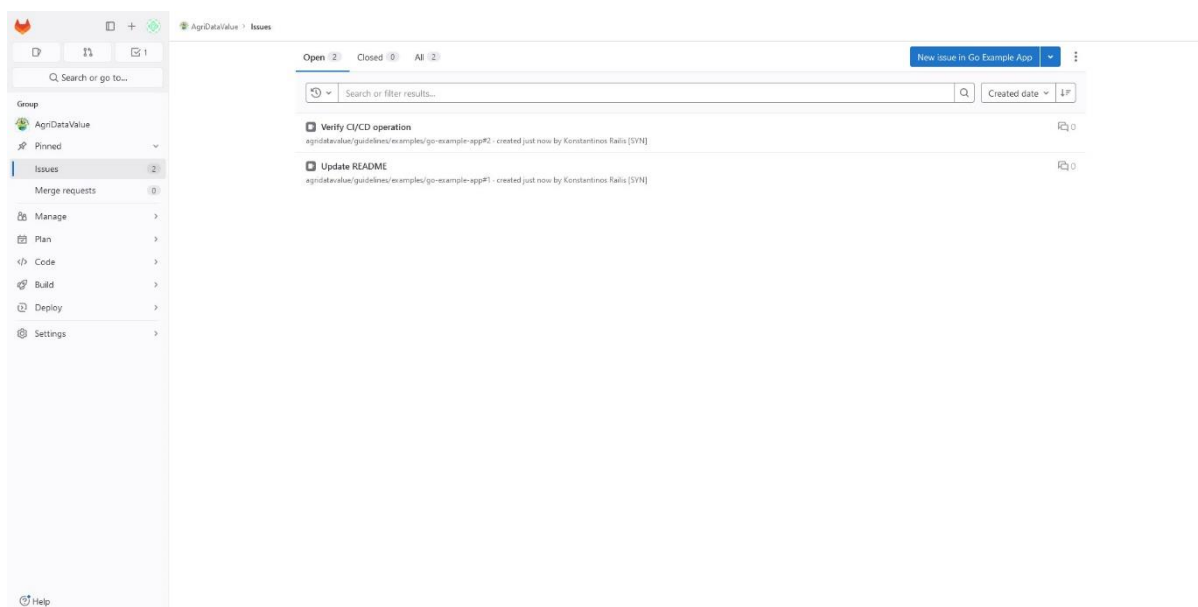 AgriDataValue > Issues
1
Search or go to...
Group
AgriDataValue
Pinned
Issues 2
Merge requests 0
Manage
Plan
Code
Build
Deploy
Settings
Help
Open 2 Closed 0 All 2
New issue in Go Example App
Search or filter results...
Created date
Verify CI/CD operation
0
agridatavalue/guidelines/examples/go-example-app#2 · created just now by Konstantinos Railis [SYN]
Update README
0
agridatavalue/guidelines/examples/go-example-app#1 · created just now by Konstantinos Railis [SYN]